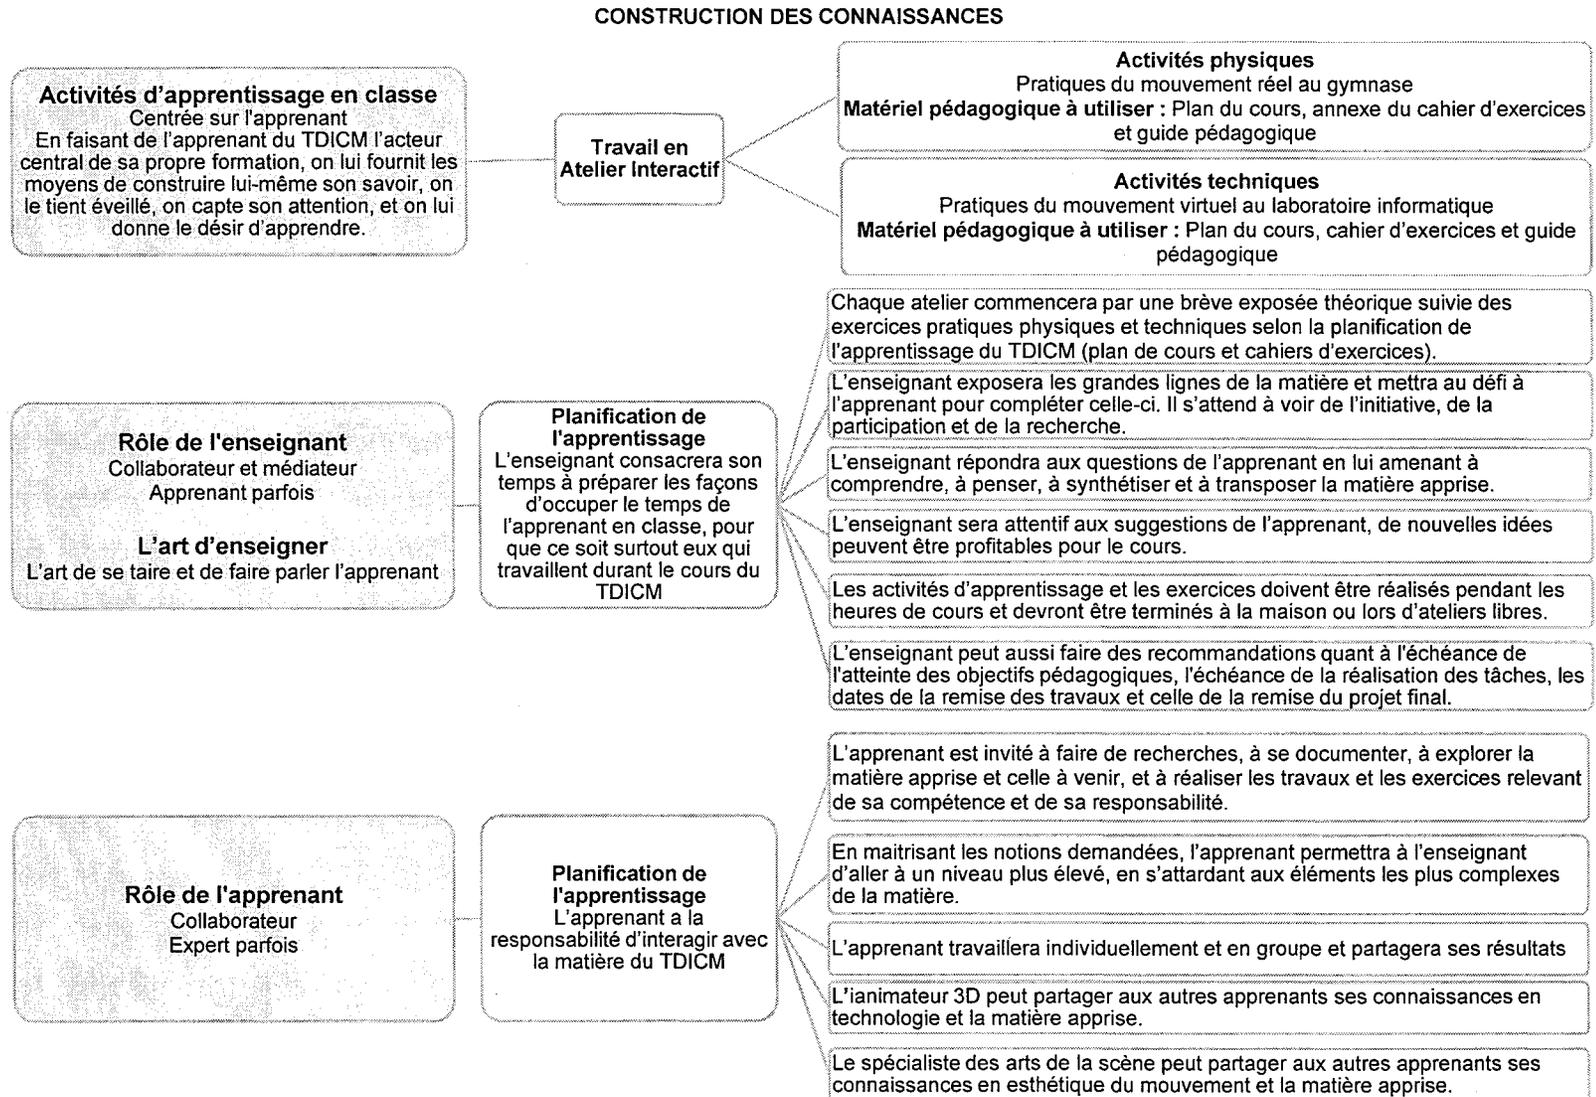 CONSTRUCTION DES CONNAISSANCES
Activités d'apprentissage en classe
Centrée sur l'apprenant
En faisant de l'apprenant du TDICM l'acteur
central de sa propre formation, on lui fournit les
moyens de construire lui-même son savoir, on
le tient éveillé, on capte son attention, et on lui
donne le désir d'apprendre.
Travail en
Atelier Interactif
Activités physiques
Pratiques du mouvement réel au gymnase
Matériel pédagogique à utiliser : Plan du cours, annexe du cahier d'exercices
et guide pédagogique
Activités techniques
Pratiques du mouvement virtuel au laboratoire informatique
Matériel pédagogique à utiliser : Plan du cours, cahier d'exercices et guide
pédagogique
Rôle de l'enseignant
Collaborateur et médiateur
Apprenant parfois
L'art d'enseigner
L'art de se taire et de faire parler l'apprenant
Planification de
l'apprentissage
L'enseignant consacrera son
temps à préparer les façons
d'occuper le temps de
l'apprenant en classe, pour
que ce soit surtout eux qui
travaillent durant le cours du
TDICM
Chaque atelier commencera par une brève exposée théorique suivie des
exercices pratiques physiques et techniques selon la planification de
l'apprentissage du TDICM (plan de cours et cahiers d'exercices).
L'enseignant exposera les grandes lignes de la matière et mettra au défi à
l'apprenant pour compléter celle-ci. Il s'attend à voir de l'initiative, de la
participation et de la recherche.
L'enseignant répondra aux questions de l'apprenant en lui amenant à
comprendre, à penser, à synthétiser et à transposer la matière apprise.
L'enseignant sera attentif aux suggestions de l'apprenant, de nouvelles idées
peuvent être profitables pour le cours.
Les activités d'apprentissage et les exercices doivent être réalisés pendant les
heures de cours et devront être terminés à la maison ou lors d'ateliers libres.
L'enseignant peut aussi faire des recommandations quant à l'échéance de
l'atteinte des objectifs pédagogiques, l'échéance de la réalisation des tâches, les
dates de la remise des travaux et celle de la remise du projet final.
Rôle de l'apprenant
Collaborateur
Expert parfois
Planification de
l'apprentissage
L'apprenant a la
responsabilité d'interagir avec
la matière du TDICM
L'apprenant est invité à faire de recherches, à se documenter, à explorer la
matière apprise et celle à venir, et à réaliser les travaux et les exercices relevant
de sa compétence et de sa responsabilité.
En maitrisant les notions demandées, l'apprenant permettra à l'enseignant
d'aller à un niveau plus élevé, en s'attardant aux éléments les plus complexes
de la matière.
L'apprenant travaillera individuellement et en groupe et partagera ses résultats
L'ianimateur 3D peut partager aux autres apprenants ses connaissances en
technologie et la matière apprise.
Le spécialiste des arts de la scène peut partager aux autres apprenants ses
connaissances en esthétique du mouvement et la matière apprise.